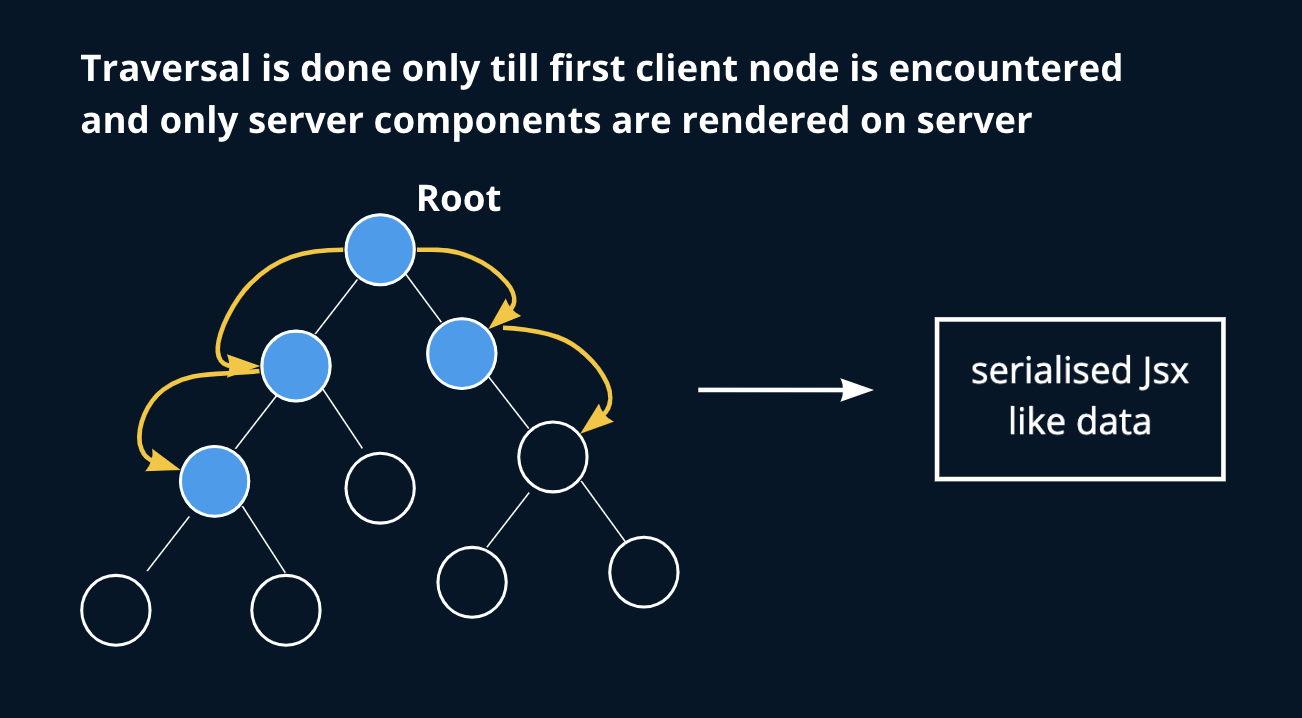 Traversal is done only till first client node is encountered
and only server components are rendered on server
Root
serialised Jsx
like data